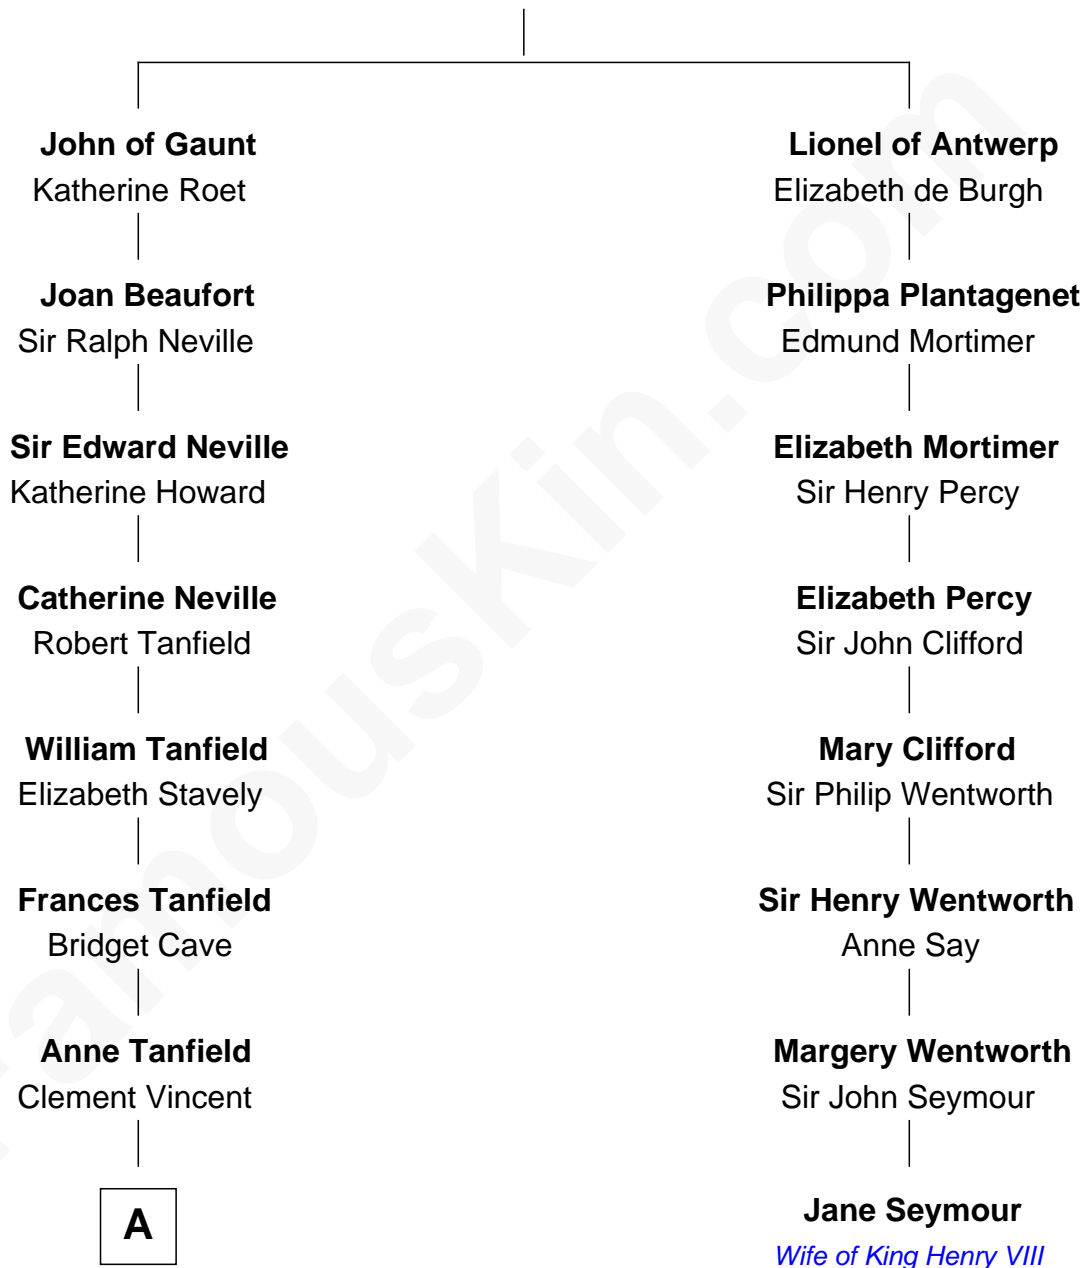 John of Gaunt
Katherine Roet
Joan Beaufort
Sir Ralph Neville
Sir Edward Neville
Katherine Howard
Catherine Neville
Robert Tanfield
William Tanfield
Elizabeth Stavely
Frances Tanfield
Bridget Cave
Anne Tanfield
Clement Vincent
A
Lionel of Antwerp
Elizabeth de Burgh
Philippa Plantagenet
Edmund Mortimer
Elizabeth Mortimer
Sir Henry Percy
Elizabeth Percy
Sir John Clifford
Mary Clifford
Sir Philip Wentworth
Sir Henry Wentworth
Anne Say
Margery Wentworth
Sir John Seymour
Jane Seymour
Wife of King Henry VIII
FamousKin.com